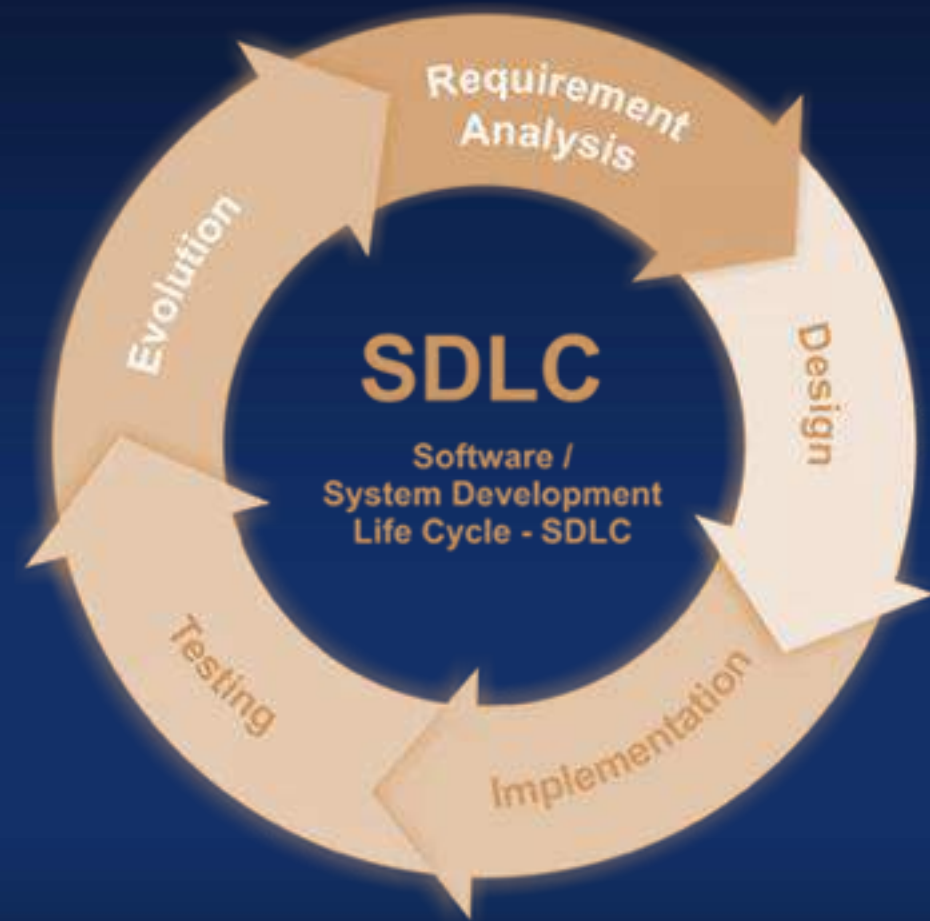 Requirement
Analysis
Design
Implementation
Testing
Evolution
SDLC
Software /
System Development
Life Cycle - SDLC